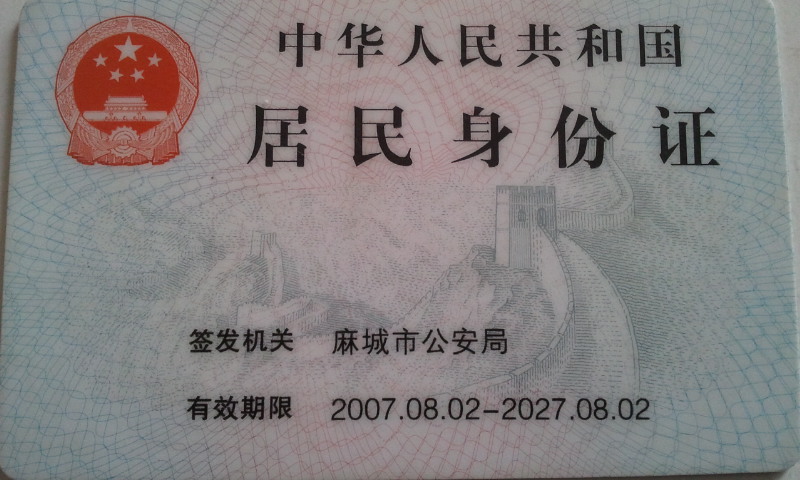 中华人民共和国
居民身份证
签发机关 麻城市公安局
有效期限 2007.08.02-2027.08.02